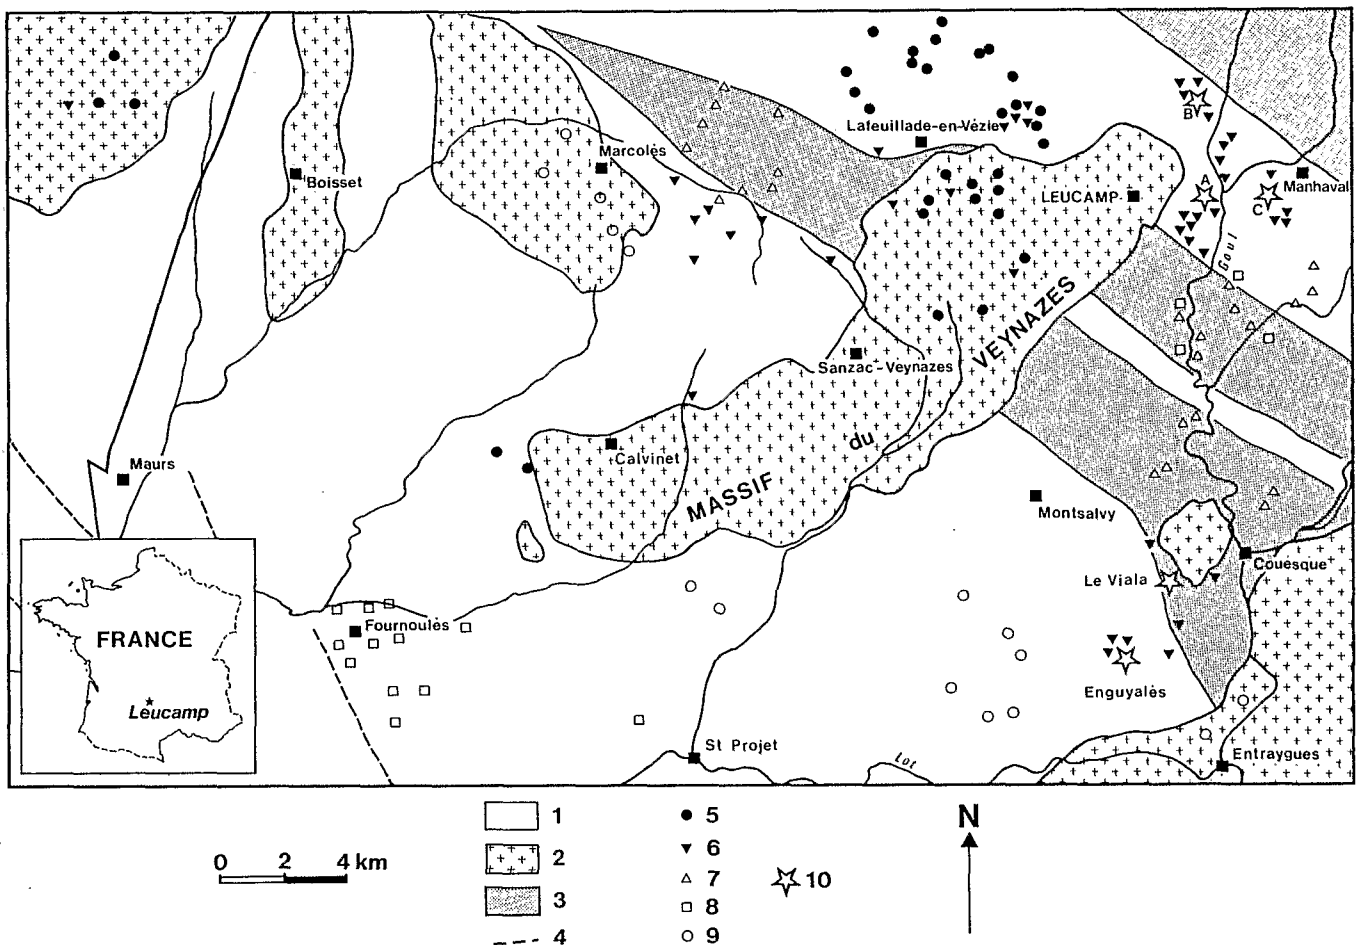 Lafeuillade-en-Vézie
B
Marcolès
Boisset
LEUCAMP
A
C
Manhaval
Goul
VEYNAZES
Sanzac-Veynazes
du
Calvinet
MASSIF
Maurs
Montsalvy
Couesque
Le Viala
Fournoulès
FRANCE
Leucamp
Enguyalès
St Projet
Lot
Entraygues
1
2
3
4
5
6
7
8
9
10
0 2 4 km
N